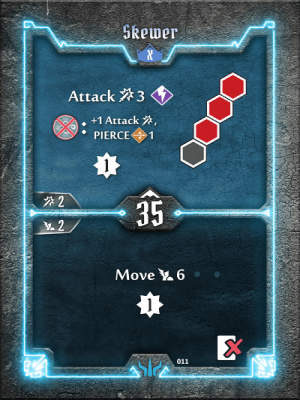 Skewer
X
Attack 3
: +1 Attack ,
PIERCE 1
1
2
35
2
Move 6
1
011